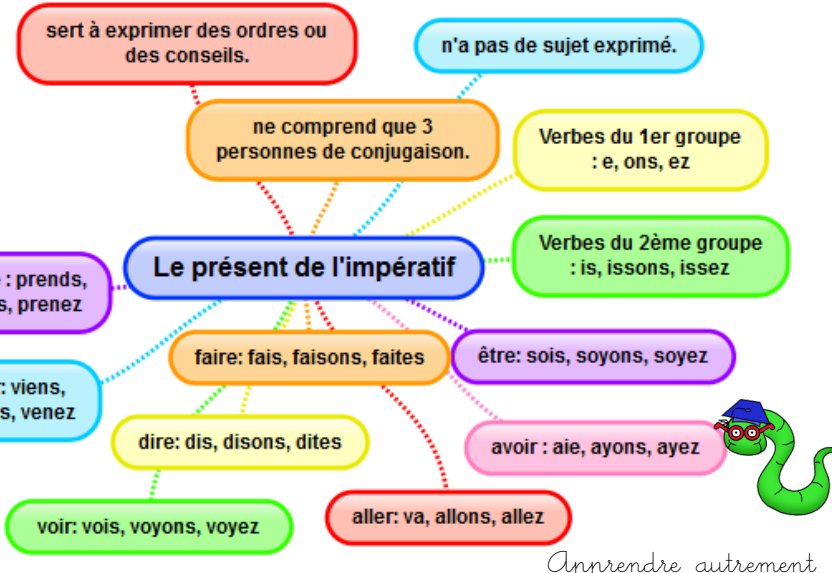 sert à exprimer des ordres ou
des conseils.
n'a pas de sujet exprimé.
ne comprend que 3
personnes de conjugaison.
Verbes du 1er groupe
: e, ons, ez
Le présent de l'impératif
Verbes du 2ème groupe
: is, issons, issez
: prends,
prenez
faire: fais, faisons, faites
être: sois, soyons, soyez
: viens,
venez
dire: dis, disons, dites
avoir : aie, ayons, ayez
voir: vois, voyons, voyez
aller: va, allons, allez
autrement